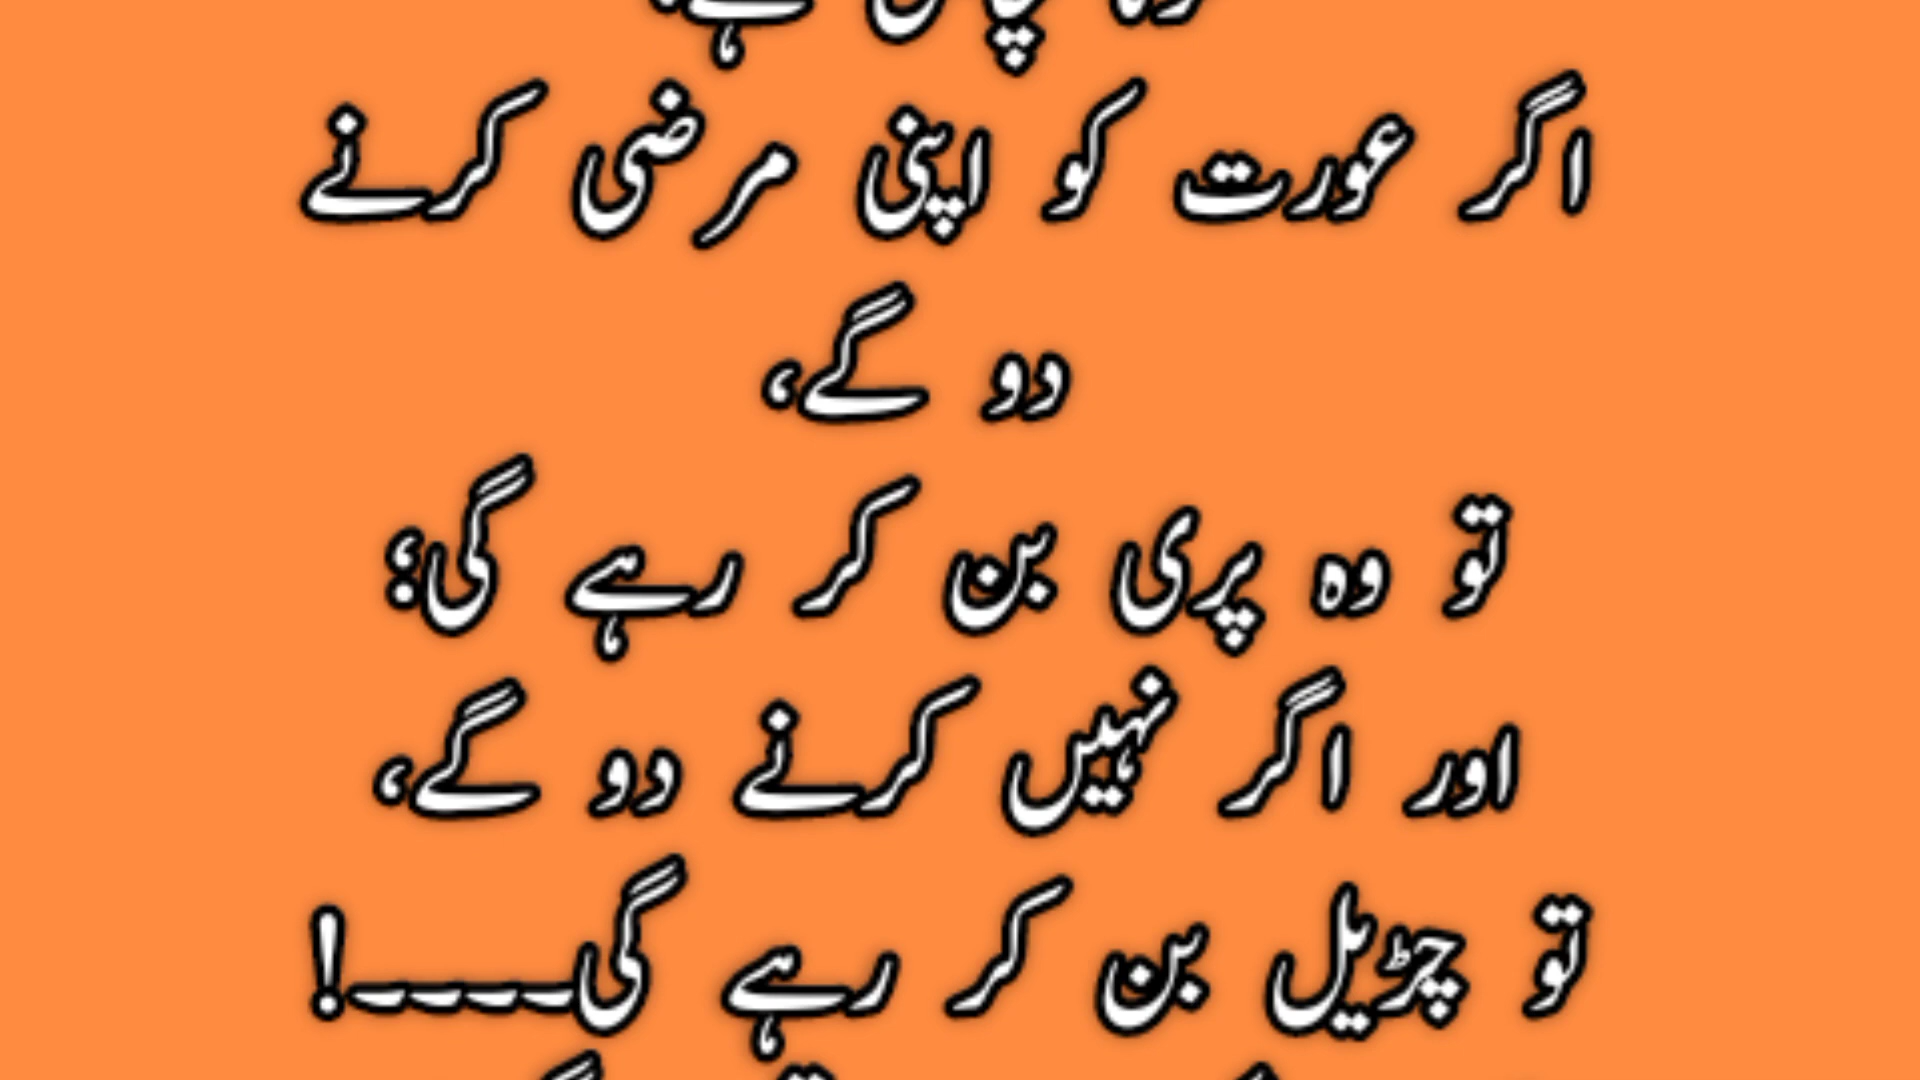 اگر عورت کو اپنی مرضی کرنے
دو گے،
تو وہ پری بن کر رہے گی؛
اور اگر نہیں کرنے دو گے،
تو چڑیل بن کر رہے گی۔۔۔۔!